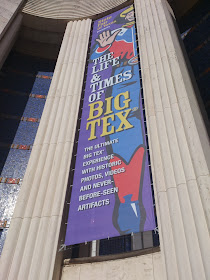 THE
LIFE
& TIMES
OF
BIG
TEX®
THE ULTIMATE
BIG TEX®
EXPERIENCE
WITH HISTORIC
PHOTOS, VIDEOS
AND NEVER-
BEFORE-SEEN
ARTIFACTS